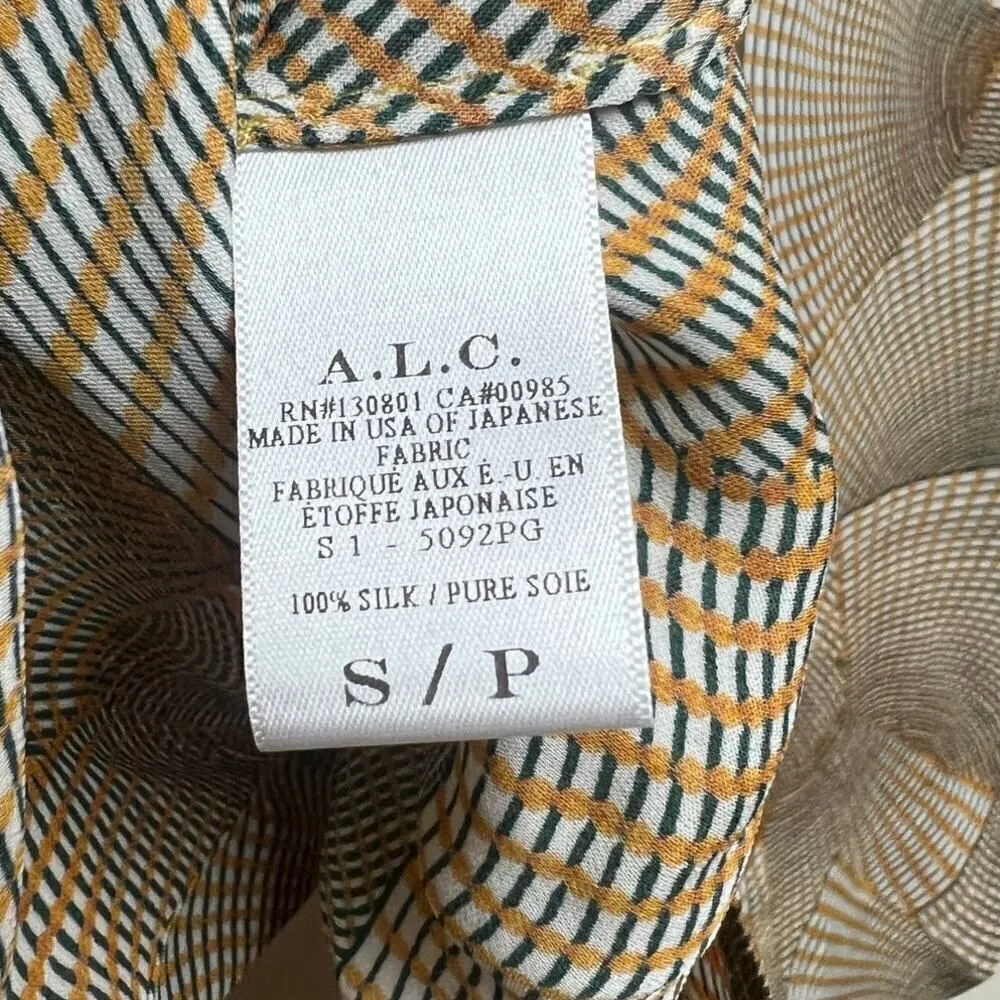 A.L.C.
RN#130801 CA#00985
MADE IN USA OF JAPANESE
FABRIC
FABRIQUÉ AUX É.-U. EN
ÉTOFFE JAPONAISE
S 1 - 5092PG
100% SILK / PURE SOIE
S / P